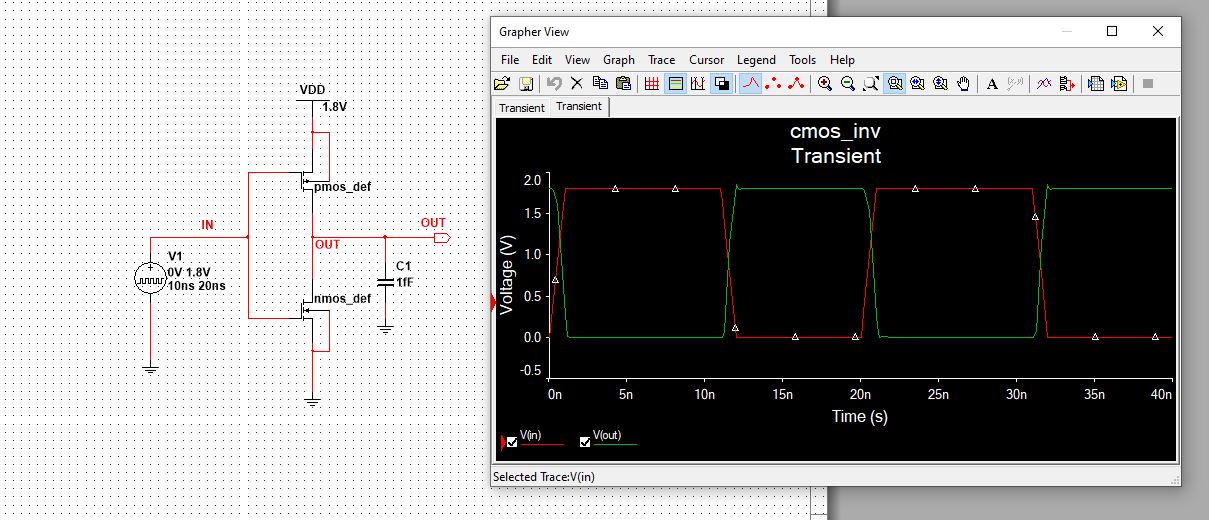 VDD
1.8V
pmos_def
IN
OUT
OUT
V1
0V 1.8V
10ns 20ns
C1
1fF
nmos_def
Grapher View
File Edit View Graph Trace Cursor Legend Tools Help
A
Transient Transient
cmos_inv
Transient
Voltage (V)
2.0
1.5
1.0
0.5
0.0
-0.5
0n 5n 10n 15n 20n 25n 30n 35n 40n
Time (s)
V(in) V(out)
Selected Trace:V(in)